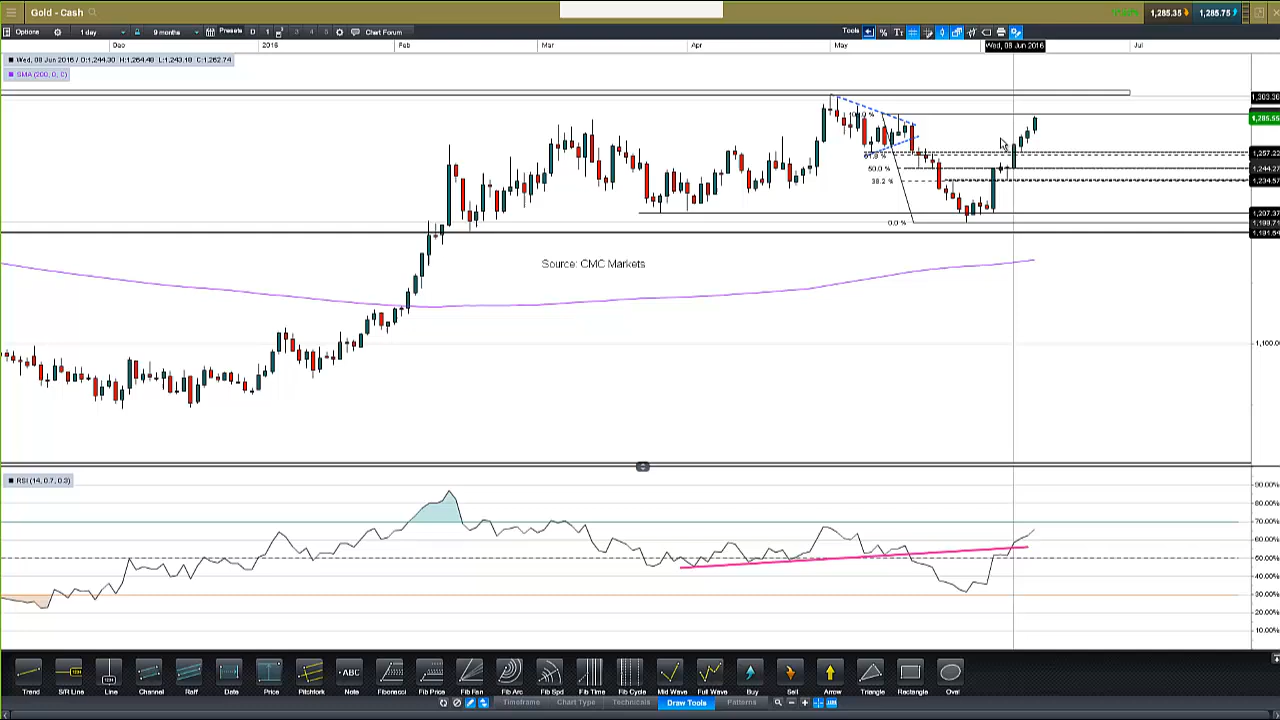 Gold - Cash
1,285.35 1,285.75
Options 1 day 9 months Presets D 1 Chart Forum Tools
Dec 2016 Feb Mar Apr May Wed, 08 Jun 2016 Jul
Wed, 08 Jun 2016 / O:1,244.30 H:1,264.48 L:1,243.18 C:1,262.74
SMA (200, 0, C)
1,303.36
1,285.55
1,257.22
61.8 %
50.0 %
1,244.27
38.2 %
1,234.57
1,207.37
0.0 %
1,191.54
Source: CMC Markets
1,100.00
RSI (14, 0.7, 0.3)
90.00%
80.00%
70.00%
60.00%
50.00%
40.00%
30.00%
20.00%
10.00%
ABC
Trend S/R Line Line Channel Raff Date Price Pitchfork Note Fibonacci Fib Price Fib Fan Fib Arc Fib Spd Fib Time Fib Cycle Mid Wave Full Wave Buy Sell Arrow Triangle Rectangle Oval
Timeframe Chart Type Technicals Draw Tools Patterns